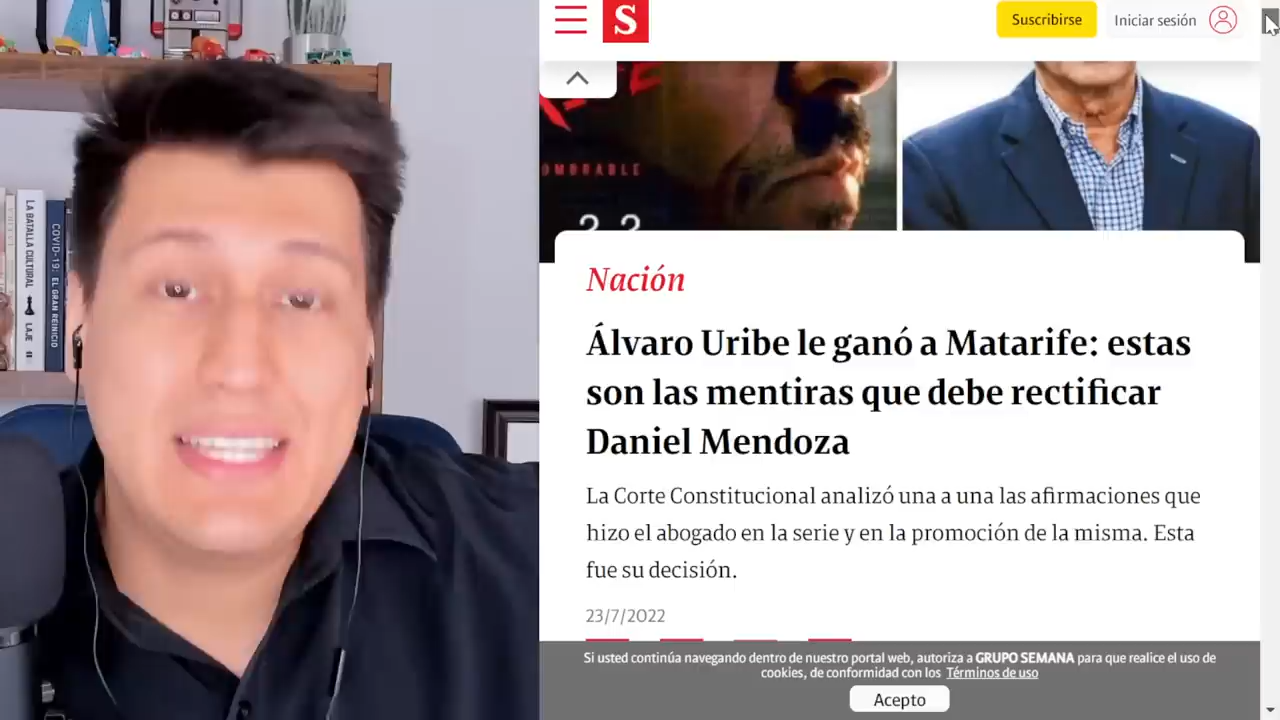 S
Suscribirse
Iniciar sesión
OMBRABLE
LA BATALLA CULTURAL
LAJE
COVID-19: EL GRAN REINICIO
Nación
Álvaro Uribe le ganó a Matarife: estas
son las mentiras que debe rectificar
Daniel Mendoza
La Corte Constitucional analizó una a una las afirmaciones que
hizo el abogado en la serie y en la promoción de la misma. Esta
fue su decisión.
23/7/2022
Si usted continúa navegando dentro de nuestro portal web, autoriza a GRUPO SEMANA para que realice el uso de
cookies, de conformidad con los Términos de uso
Acepto